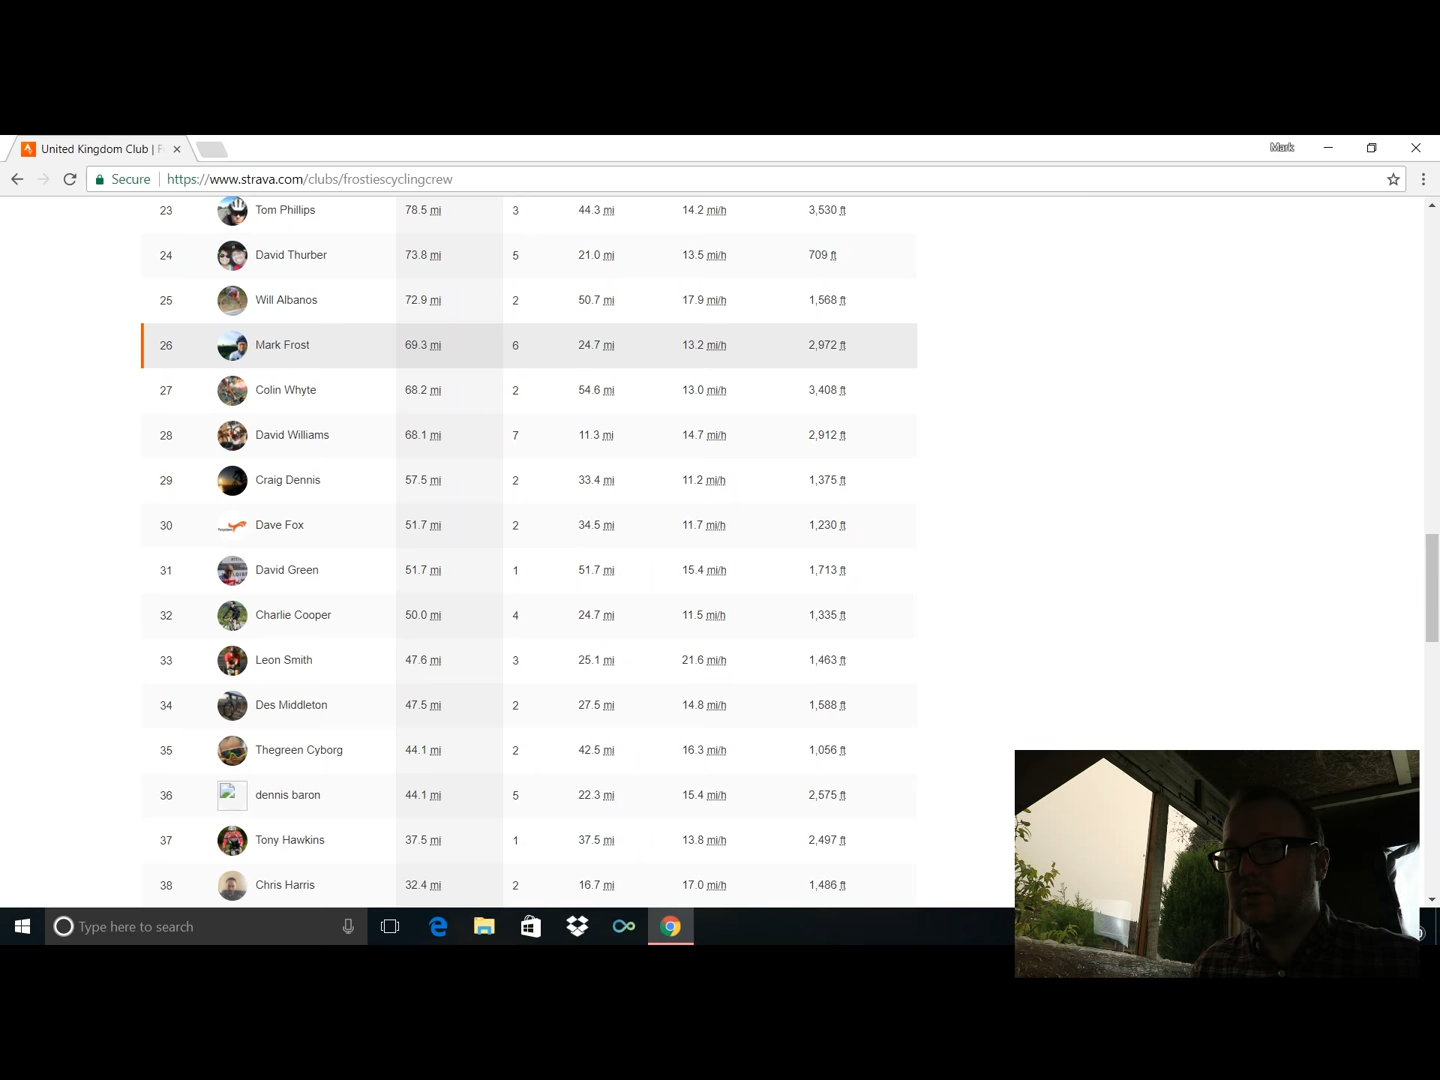 United Kingdom Club | F
Mark
Secure https://www.strava.com/clubs/frostiescyclingcrew
23 Tom Phillips 78.5 mi 3 44.3 mi 14.2 mi/h 3,530 ft
24 David Thurber 73.8 mi 5 21.0 mi 13.5 mi/h 709 ft
25 Will Albanos 72.9 mi 2 50.7 mi 17.9 mi/h 1,568 ft
26 Mark Frost 69.3 mi 6 24.7 mi 13.2 mi/h 2,972 ft
27 Colin Whyte 68.2 mi 2 54.6 mi 13.0 mi/h 3,408 ft
28 David Williams 68.1 mi 7 11.3 mi 14.7 mi/h 2,912 ft
29 Craig Dennis 57.5 mi 2 33.4 mi 11.2 mi/h 1,375 ft
30 Dave Fox 51.7 mi 2 34.5 mi 11.7 mi/h 1,230 ft
31 David Green 51.7 mi 1 51.7 mi 15.4 mi/h 1,713 ft
32 Charlie Cooper 50.0 mi 4 24.7 mi 11.5 mi/h 1,335 ft
33 Leon Smith 47.6 mi 3 25.1 mi 21.6 mi/h 1,463 ft
34 Des Middleton 47.5 mi 2 27.5 mi 14.8 mi/h 1,588 ft
35 Thegreen Cyborg 44.1 mi 2 42.5 mi 16.3 mi/h 1,056 ft
36 dennis baron 44.1 mi 5 22.3 mi 15.4 mi/h 2,575 ft
37 Tony Hawkins 37.5 mi 1 37.5 mi 13.8 mi/h 2,497 ft
38 Chris Harris 32.4 mi 2 16.7 mi 17.0 mi/h 1,486 ft
Type here to search